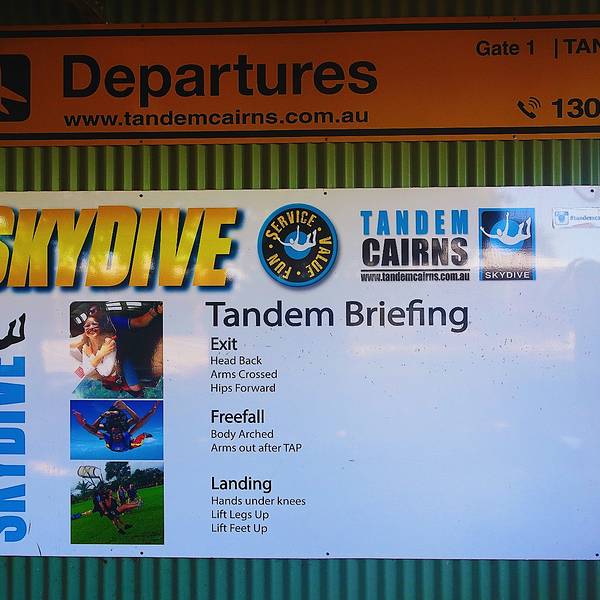 Departures
Gate 1 | TAN
www.tandemcairns.com.au
130
SKYDIVE
SERVICE
VALUE
FUN
TANDEM
CAIRNS
www.tandemcairns.com.au
SKYDIVE
#tandemcairns
SKYDIVE
Tandem Briefing
Exit
Head Back
Arms Crossed
Hips Forward
Freefall
Body Arched
Arms out after TAP
Landing
Hands under knees
Lift Legs Up
Lift Feet Up